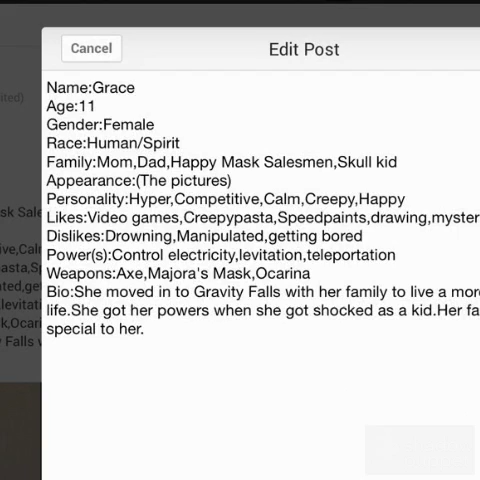 Cancel
Edit Post
Name:Grace
Age:11
Gender:Female
Race:Human/Spirit
Family:Mom,Dad,Happy Mask Salesmen,Skull kid
Appearance:(The pictures)
Personality:Hyper,Competitive,Calm,Creepy,Happy
Likes:Video games,Creepypasta,Speedpaints,drawing,myster
Dislikes:Drowning,Manipulated,getting bored
Power(s):Control electricity,levitation,teleportation
Weapons:Axe,Majora's Mask,Ocarina
Bio:She moved in to Gravity Falls with her family to live a mor
life.She got her powers when she got shocked as a kid.Her fa
special to her.